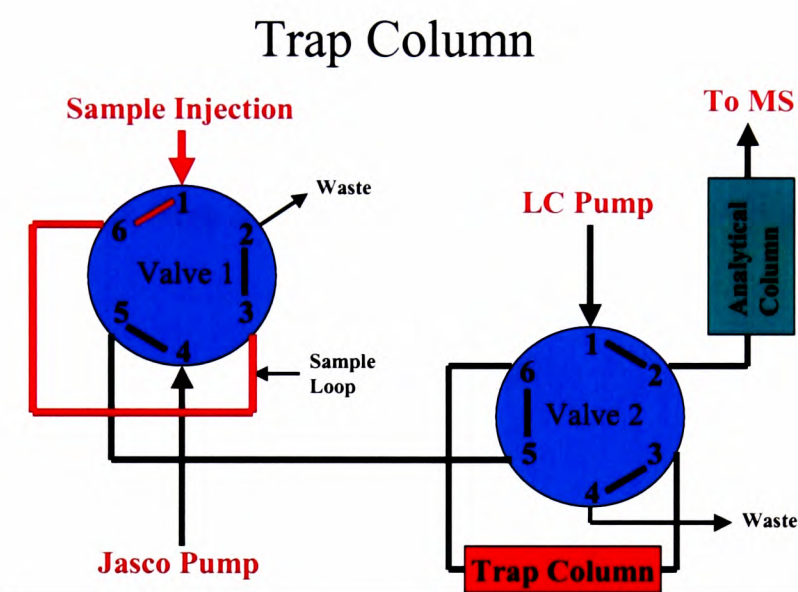 Trap Column
Sample Injection
To MS
Waste
LC Pump
1
6
2
Valve 1
5
3
4
Sample
Loop
Analytical
Column
1
6
2
Valve 2
5
3
4
Waste
Jasco Pump
Trap Column